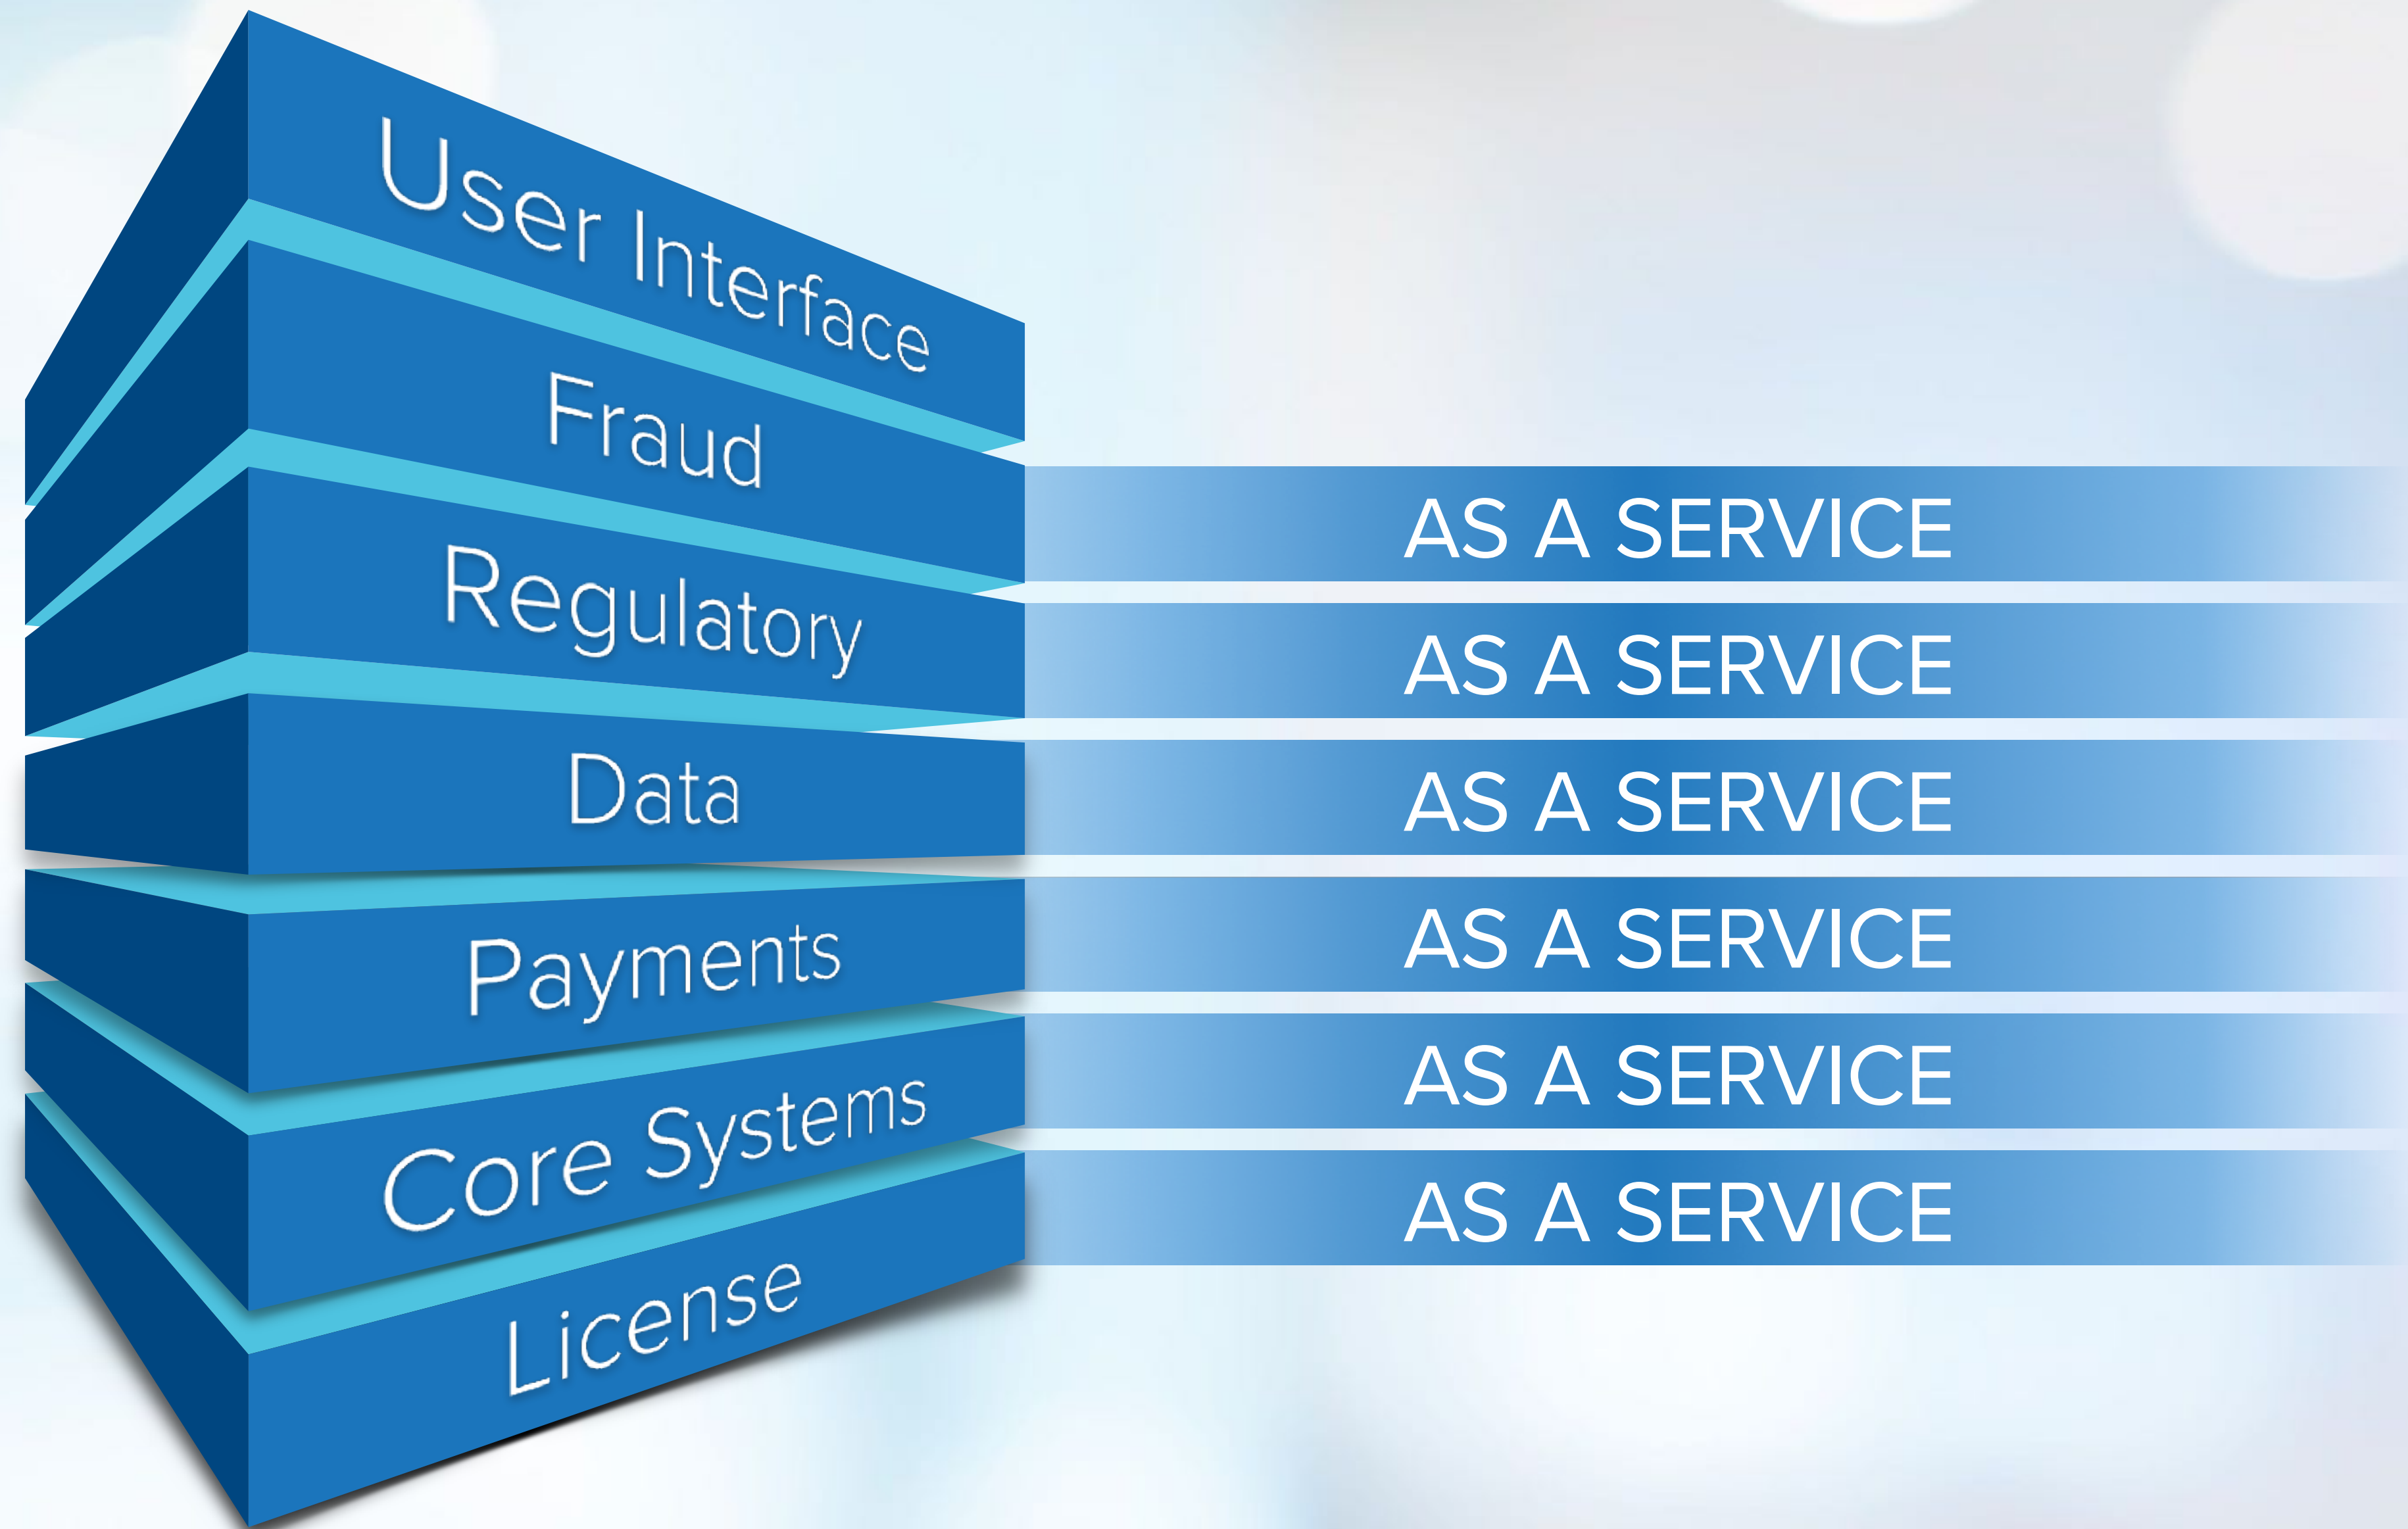 User Interface
Fraud
AS A SERVICE
Regulatory
AS A SERVICE
Data
AS A SERVICE
Payments
AS A SERVICE
Core Systems
AS A SERVICE
License
AS A SERVICE